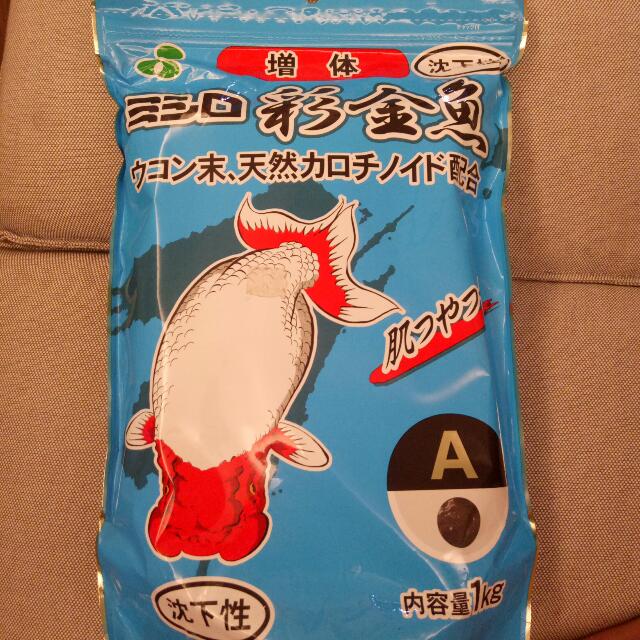 増体
沈下性
ミシロ 彩金魚
ウコン末、天然カロチノイド配合
肌つやつや
A
沈下性
内容量1kg